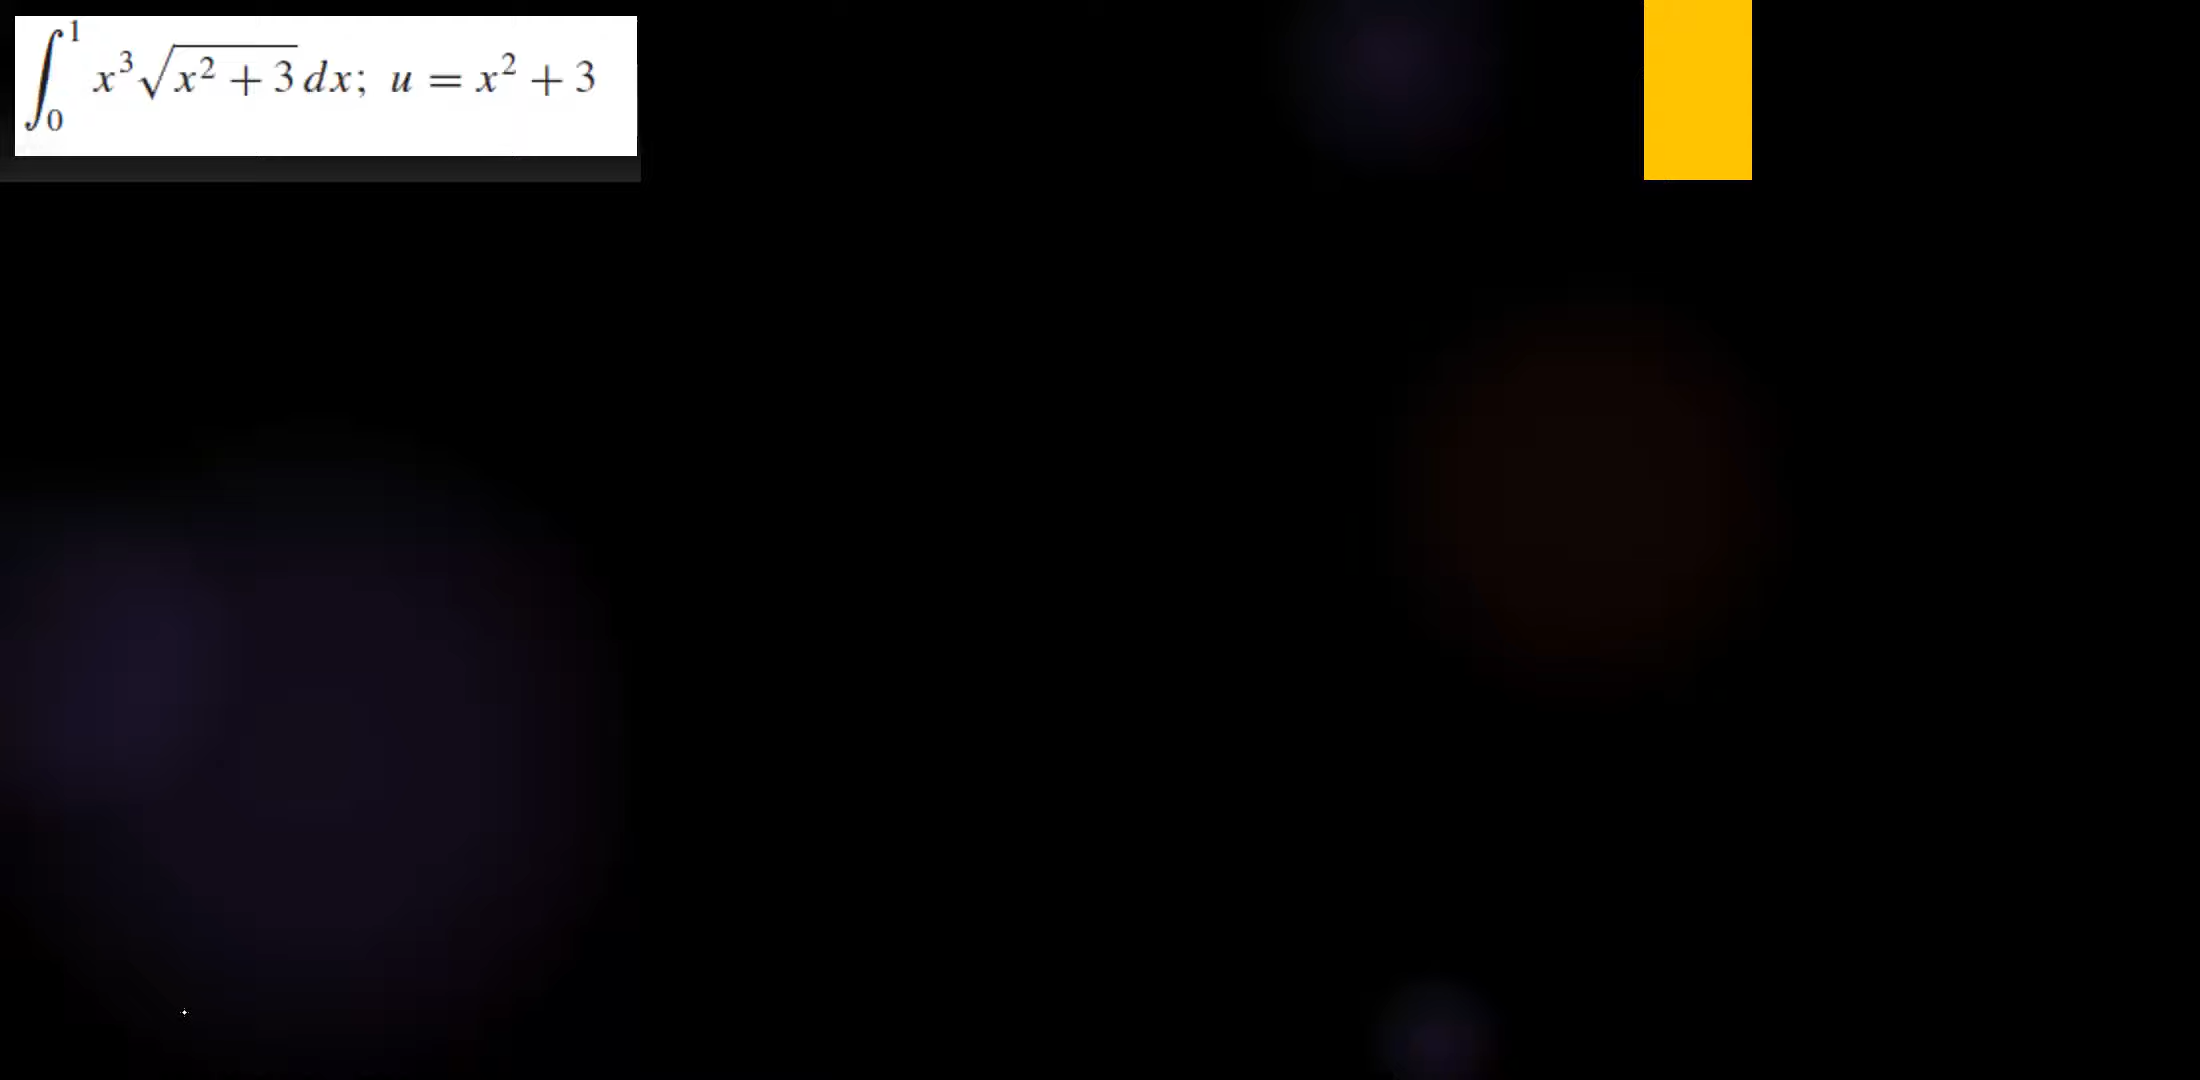 ∫₀¹ x³√(x² + 3) dx; u = x² + 3